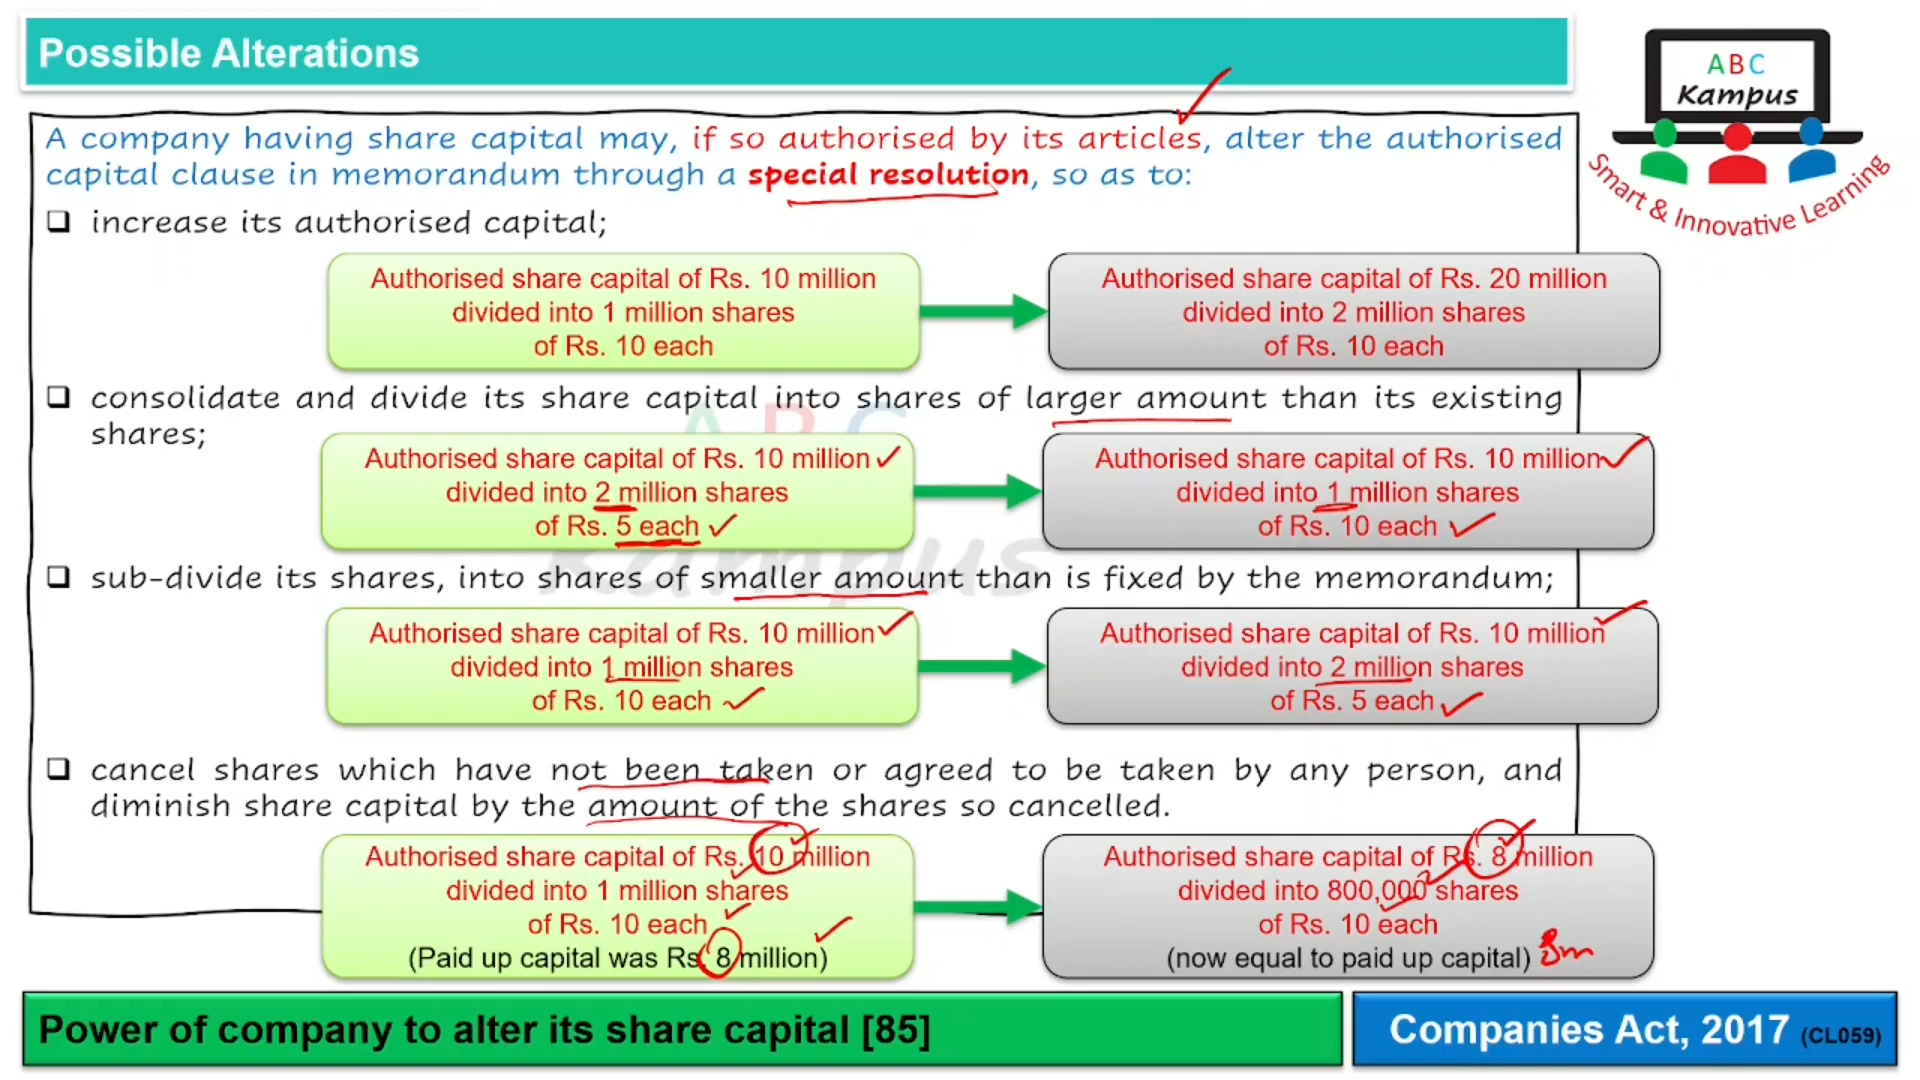 Possible Alterations
ABC
Kampus
Smart & Innovative Learning
A company having share capital may, if so authorised by its articles, alter the authorised
capital clause in memorandum through a special resolution, so as to:
increase its authorised capital;
Authorised share capital of Rs. 10 million
divided into 1 million shares
of Rs. 10 each
Authorised share capital of Rs. 20 million
divided into 2 million shares
of Rs. 10 each
consolidate and divide its share capital into shares of larger amount than its existing
shares;
Authorised share capital of Rs. 10 million
divided into 2 million shares
of Rs. 5 each
Authorised share capital of Rs. 10 million
divided into 1 million shares
of Rs. 10 each
sub-divide its shares, into shares of smaller amount than is fixed by the memorandum;
Authorised share capital of Rs. 10 million
divided into 1 million shares
of Rs. 10 each
Authorised share capital of Rs. 10 million
divided into 2 million shares
of Rs. 5 each
cancel shares which have not been taken or agreed to be taken by any person, and
diminish share capital by the amount of the shares so cancelled.
Authorised share capital of Rs. 10 million
divided into 1 million shares
of Rs. 10 each
(Paid up capital was Rs. 8 million)
Authorised share capital of Rs. 8 million
divided into 800,000 shares
of Rs. 10 each
(now equal to paid up capital) 8m
ABC
Kampus
Power of company to alter its share capital [85]
Companies Act, 2017 (CL059)